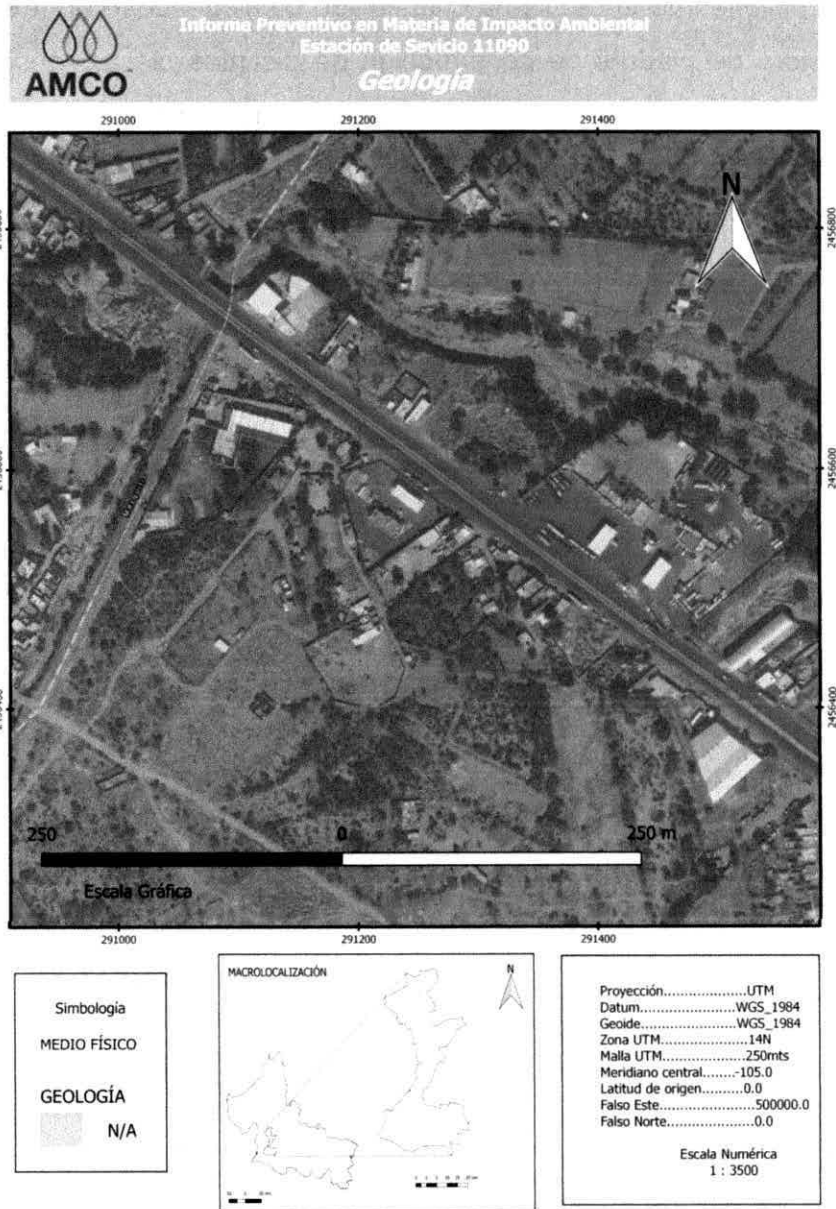 Informe Preventivo en Materia de Impacto Ambiental
Estación de Sevicio 11090
Geología
AMCO
291000 291200 291400
N
2456800
2456600
2456400
250 0 250 m
Escala Gráfica
291000 291200 291400
Simbología
MEDIO FÍSICO
GEOLOGÍA
N/A
MACROLOCALIZACIÓN
N
Proyección...................UTM
Datum.................WGS_1984
Geoide.................WGS_1984
Zona UTM.................14N
Malla UTM.................250mts
Meridiano central........-105.0
Latitud de origen.........0.0
Falso Este.....................500000.0
Falso Norte..................0.0
Escala Numérica
1 : 3500